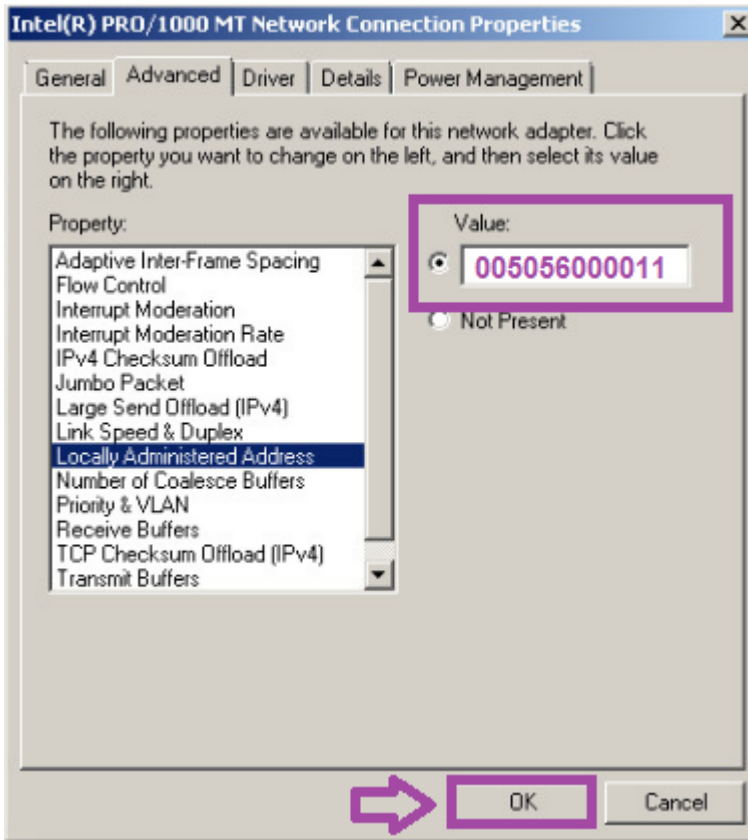 Intel(R) PRO/1000 MT Network Connection Properties
General Advanced Driver Details Power Management
The following properties are available for this network adapter. Click
the property you want to change on the left, and then select its value
on the right.
Property:
Adaptive Inter-Frame Spacing
Flow Control
Interrupt Moderation
Interrupt Moderation Rate
IPv4 Checksum Offload
Jumbo Packet
Large Send Offload (IPv4)
Link Speed & Duplex
Locally Administered Address
Number of Coalesce Buffers
Priority & VLAN
Receive Buffers
TCP Checksum Offload (IPv4)
Transmit Buffers
Value:
005056000011
Not Present
OK Cancel